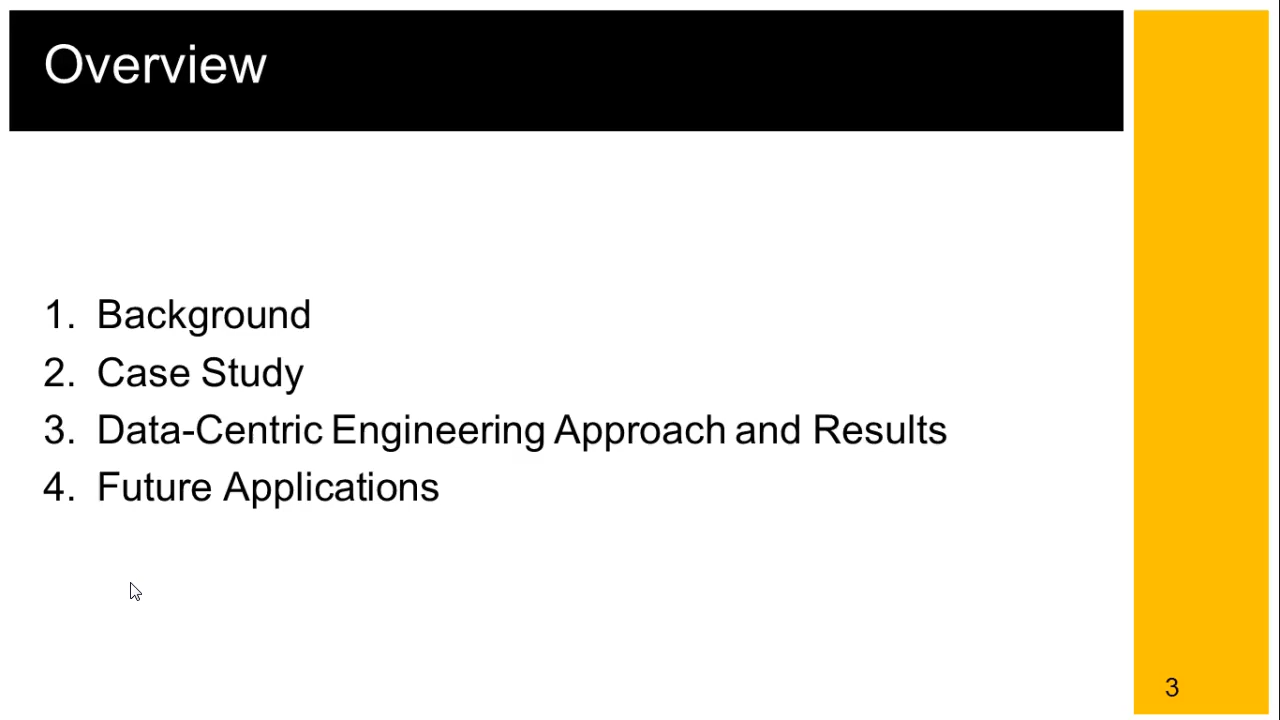 Overview
1. Background
2. Case Study
3. Data-Centric Engineering Approach and Results
4. Future Applications
3